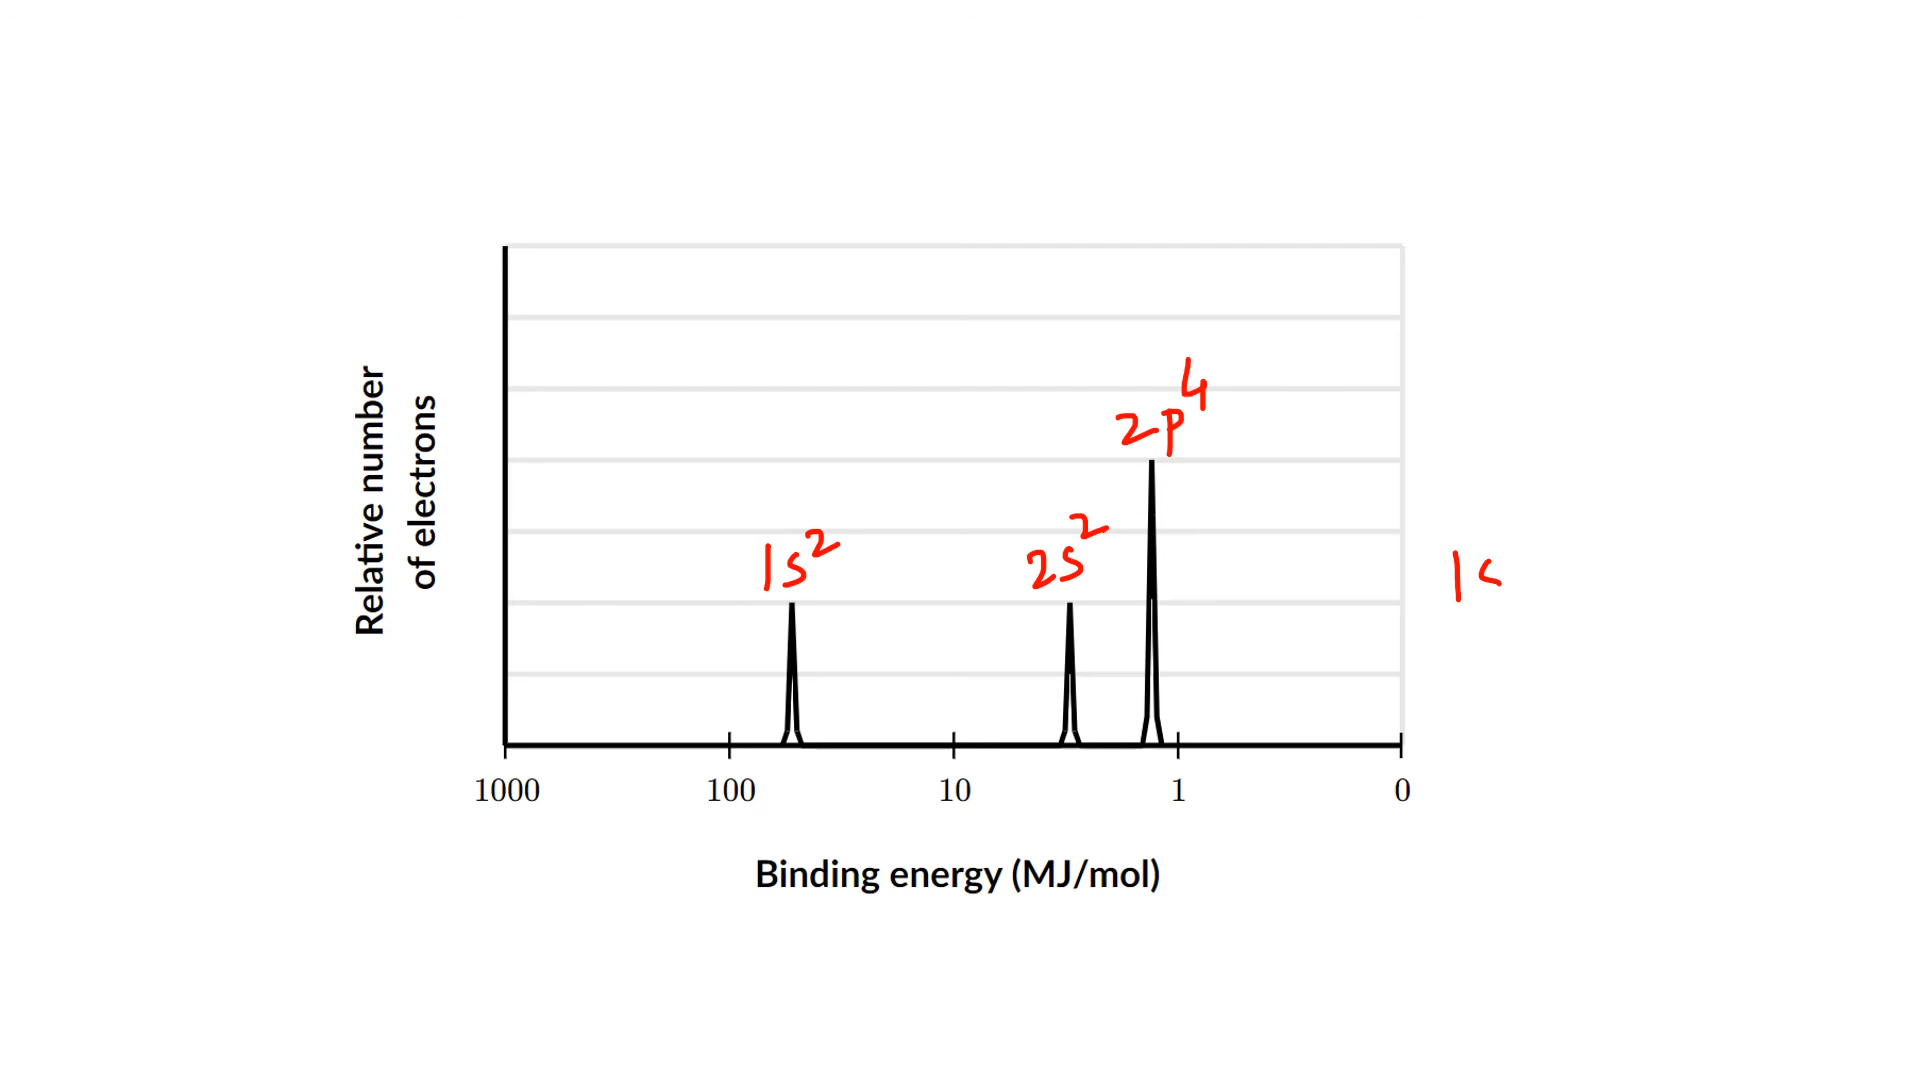 Relative number
of electrons
1s²
2s²
2p⁴
1000 100 10 1 0
Binding energy (MJ/mol)